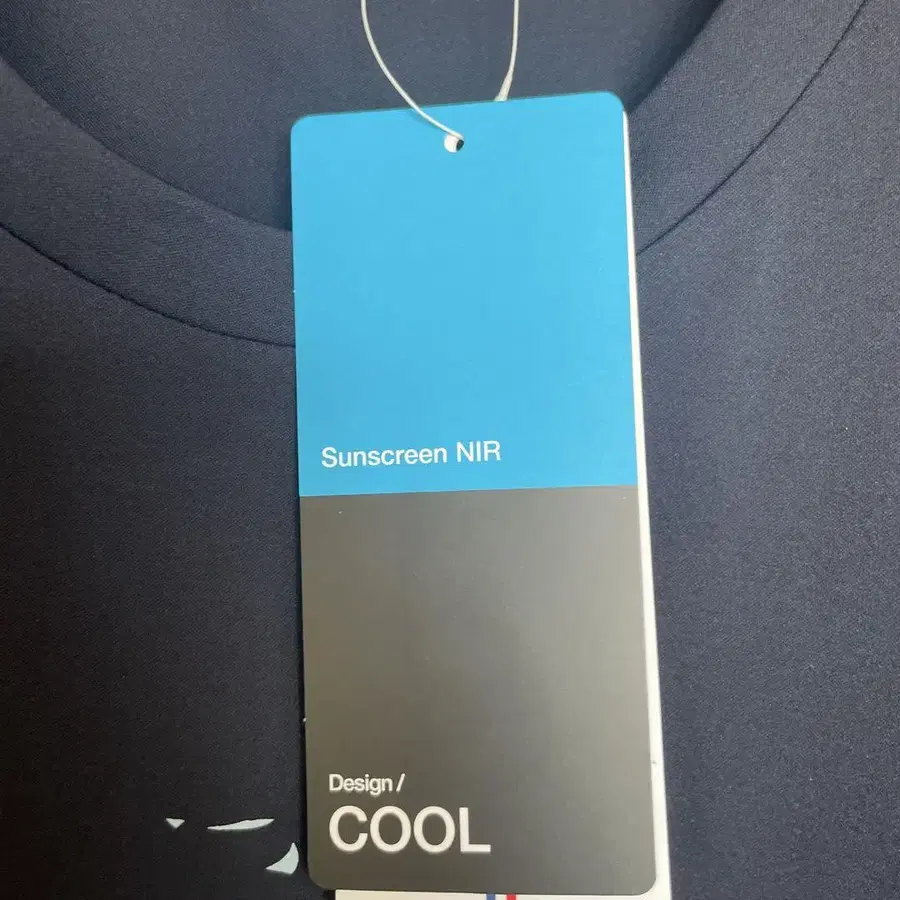 Sunscreen NIR
Design /
COOL